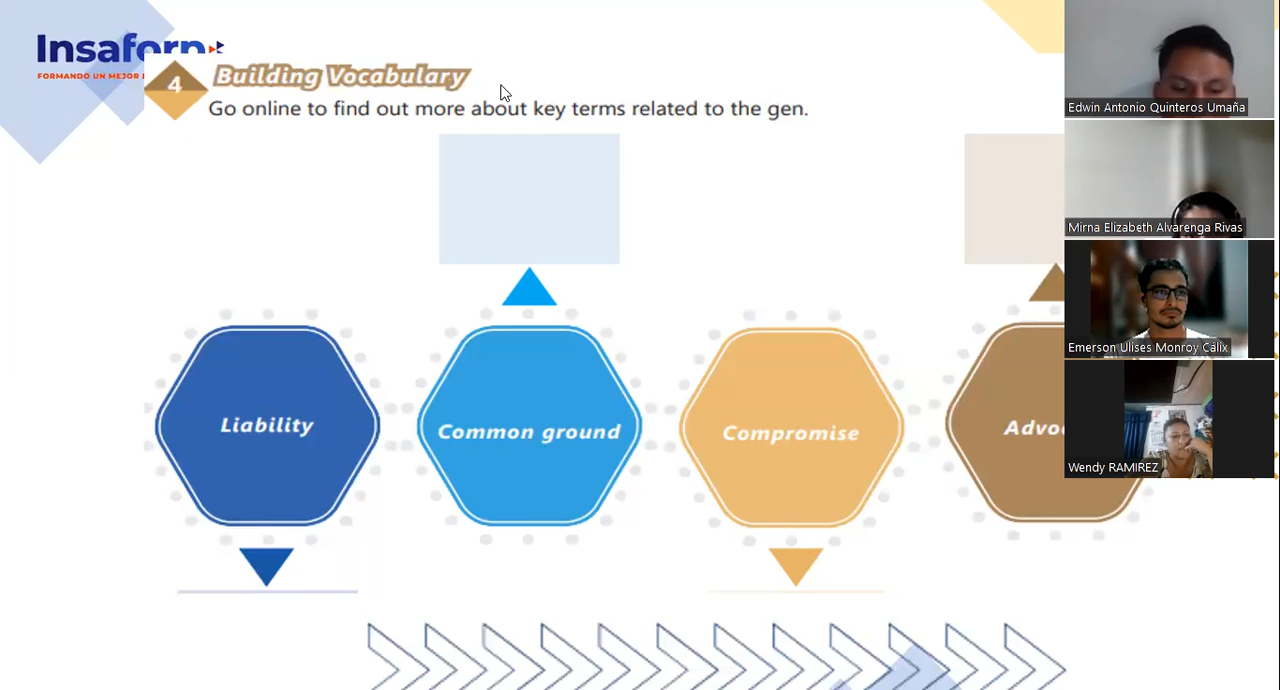 Insaforp
FORMANDO UN MEJOR
4
Building Vocabulary
Go online to find out more about key terms related to the gen.
Liability
Common ground
Compromise
Edwin Antonio Quinteros Umaña
Mirna Elizabeth Alvarenga Rivas
Emerson Ulises Monroy Cálix
Wendy RAMIREZ